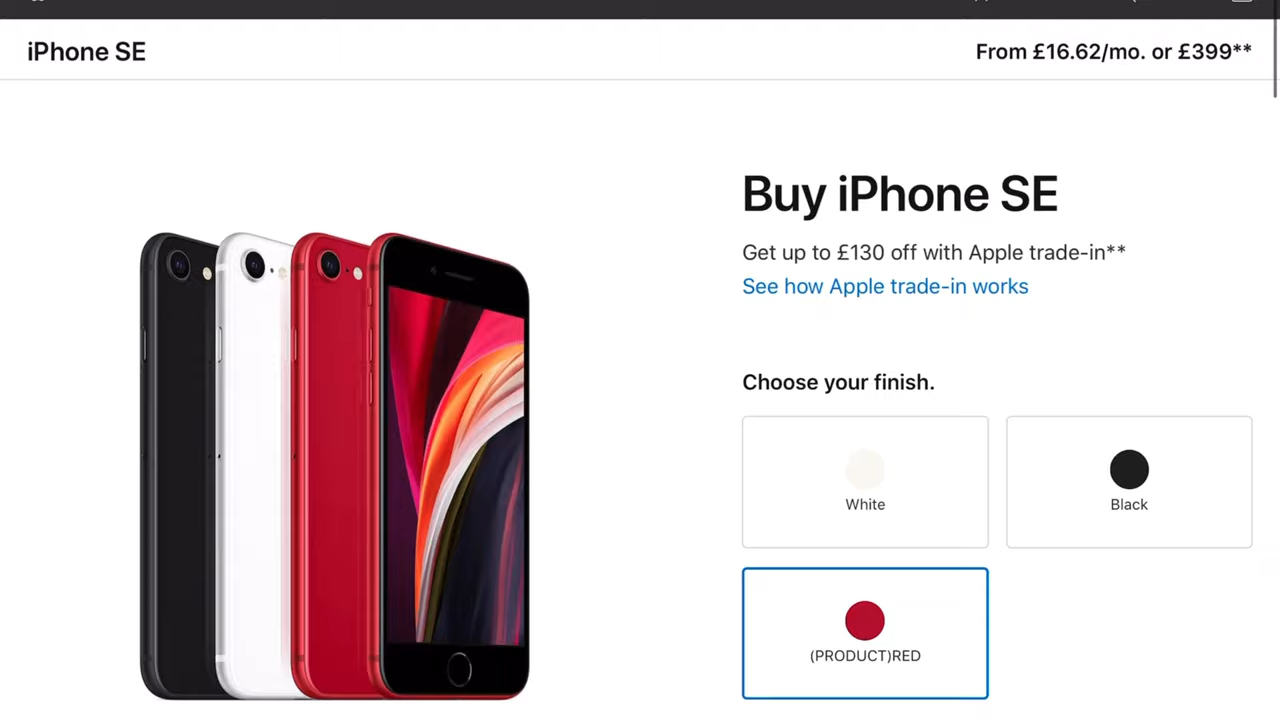 iPhone SE
From £16.62/mo. or £399**
Buy iPhone SE
Get up to £130 off with Apple trade-in**
See how Apple trade-in works
Choose your finish.
White
Black
(PRODUCT)RED